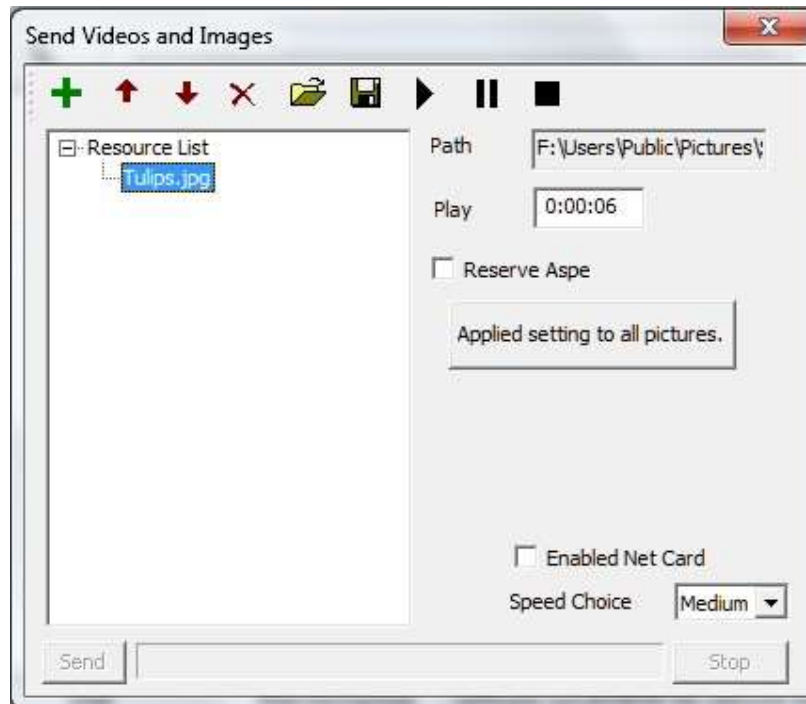 Send Videos and Images
Resource List
Tulips.jpg
Path
F:\Users\Public\Pictures\
Play
0:00:06
Reserve Aspe
Applied setting to all pictures.
Enabled Net Card
Speed Choice
Medium
Send
Stop